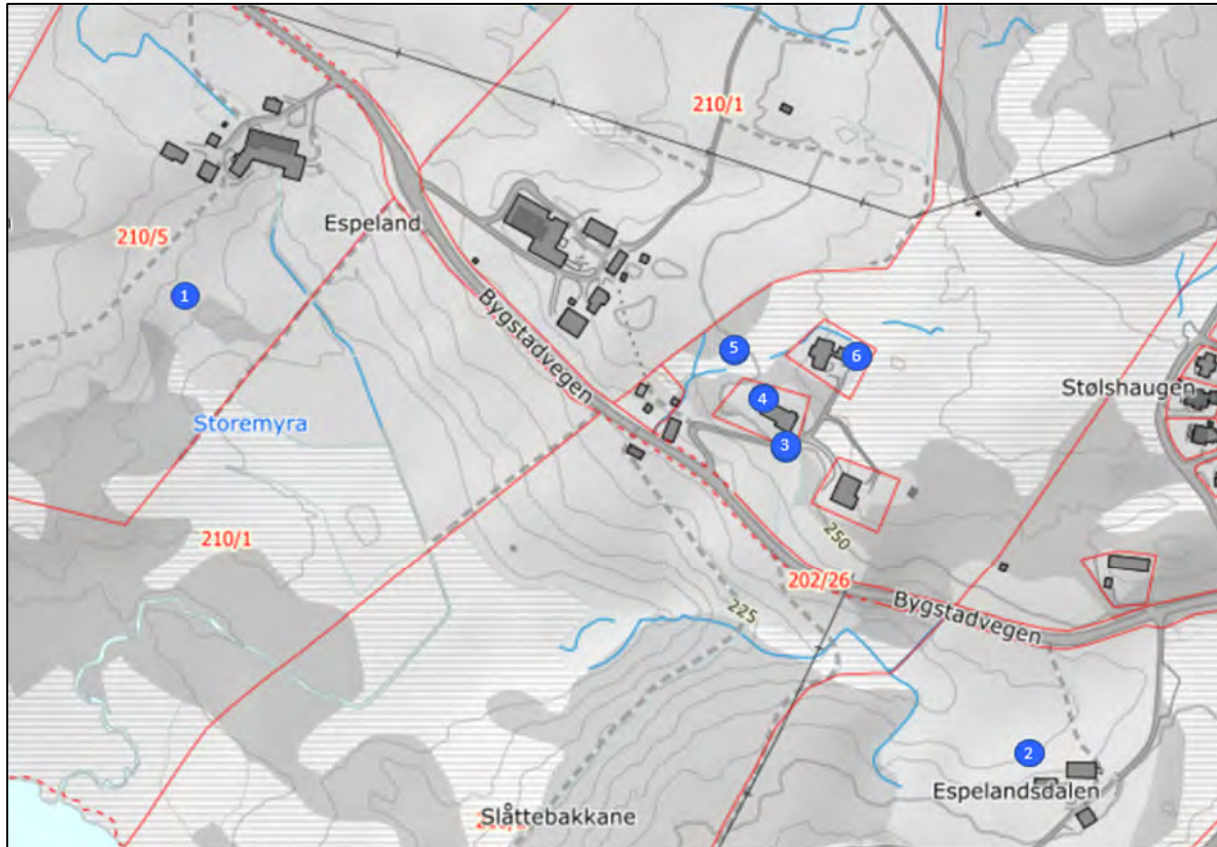 210/1
Espeland
210/5
1
Bygstadvegen
5
6
4
Stølshaugen
Storemyra
3
250
210/1
202/26
Bygstadvegen
225
2
Espelandsdalen
Slåttebakkane